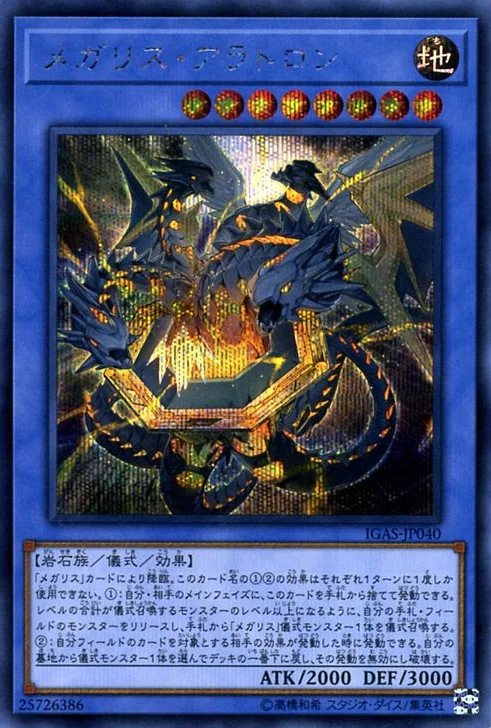 メガリス・アラトロン
地
IGAS-JP040
【岩石族／儀式／効果】
「メガリス」カードにより降臨。このカード名の①②の効果はそれぞれ1ターンに1度しか
使用できない。①：自分・相手のメインフェイズに、このカードを手札から捨てて発動できる。
レベルの合計が儀式召喚するモンスターのレベル以上になるように、自分の手札・フィー
ルドのモンスターをリリースし、手札から「メガリス」儀式モンスター1体を儀式召喚する。
②：自分フィールドのカードを対象とする相手の効果が発動した時に発動できる。自分の
墓地から儀式モンスター1体を選んでデッキの一番下に戻し、その発動を無効にし破壊する。
ATK/2000 DEF/3000
25726386
©高橋和希 スタジオ・ダイス/集英社